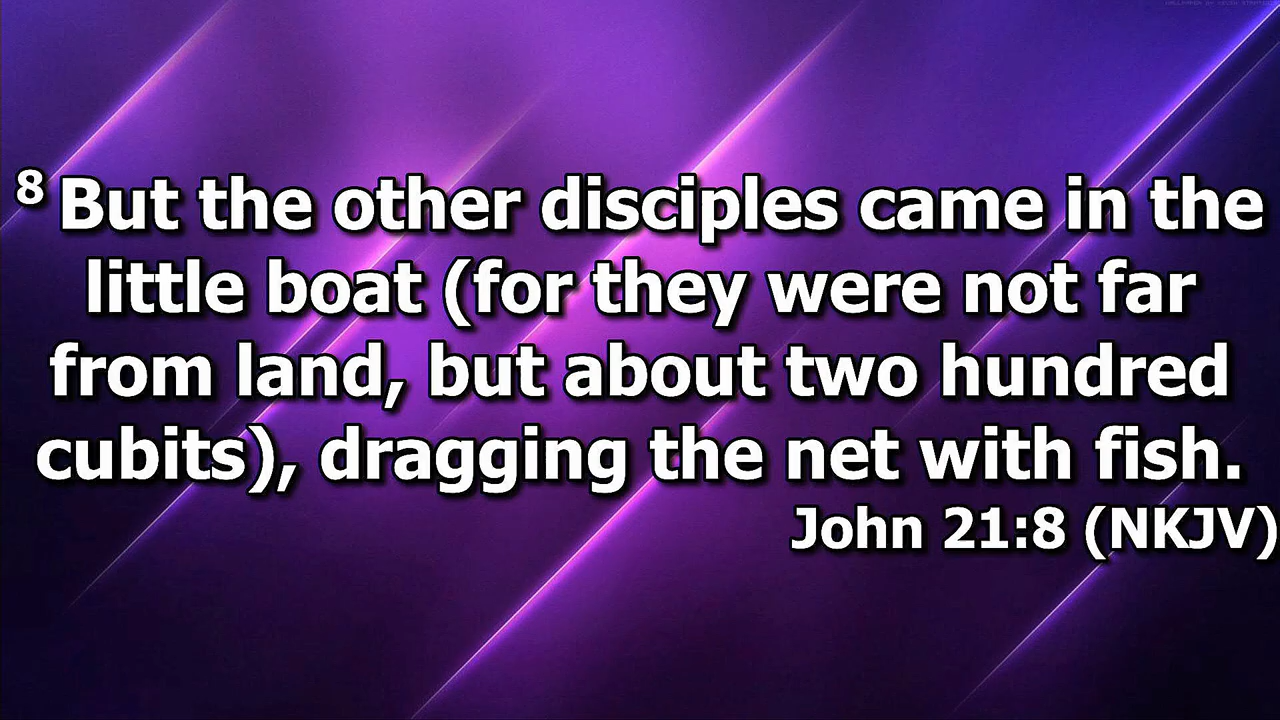 8 But the other disciples came in the
little boat (for they were not far
from land, but about two hundred
cubits), dragging the net with fish.
John 21:8 (NKJV)